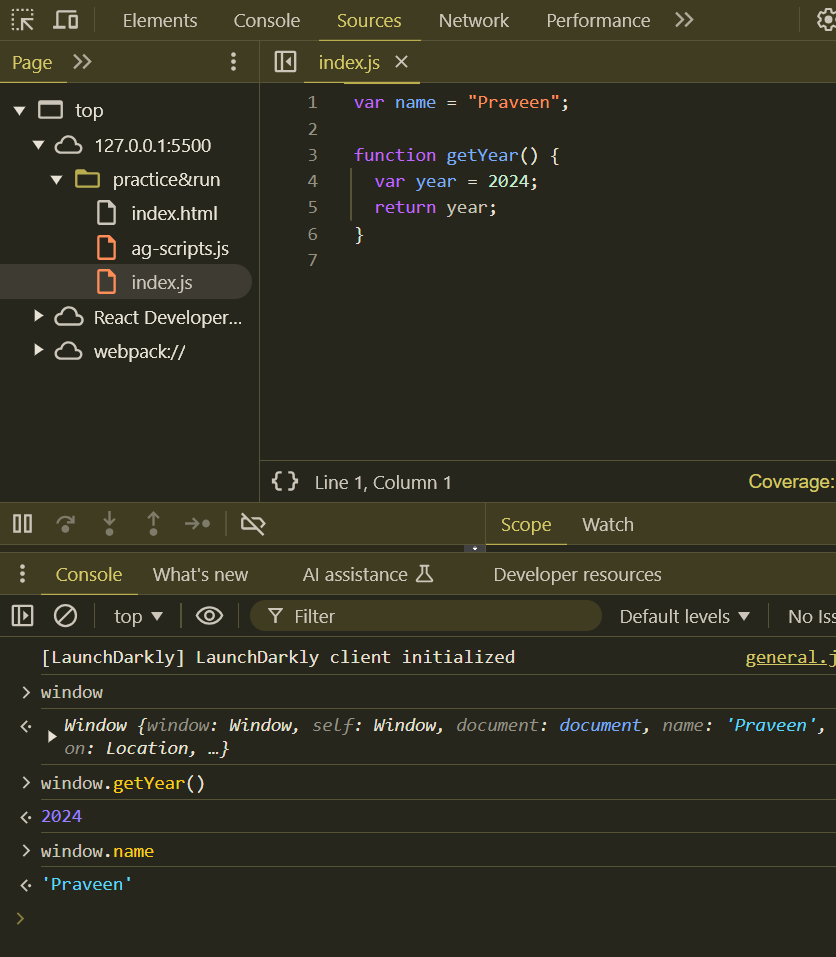 Elements Console Sources Network Performance
Page
index.js
top
127.0.0.1:5500
practice&run
index.html
ag-scripts.js
index.js
React Developer...
webpack://
1 var name = "Praveen";
2
3 function getYear() {
4 var year = 2024;
5 return year;
6 }
7
{} Line 1, Column 1 Coverage:
Scope Watch
Console What's new AI assistance Developer resources
top Filter Default levels No Iss
[LaunchDarkly] LaunchDarkly client initialized general.j
> window
Window {window: Window, self: Window, document: document, name: 'Praveen',
on: Location, …}
> window.getYear()
2024
> window.name
'Praveen'
>